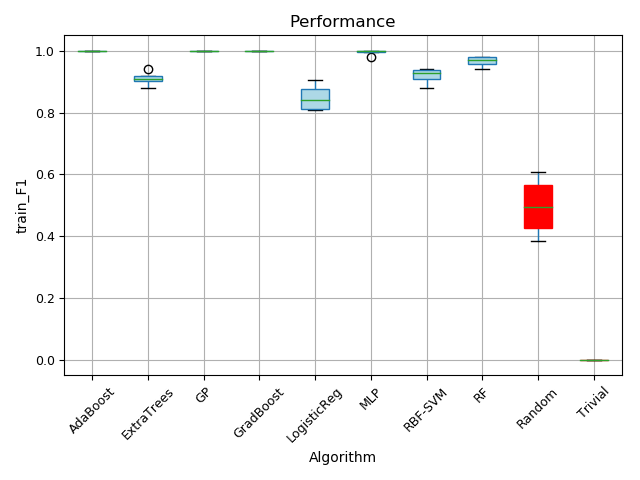 Performance
train_F1
1.0
0.8
0.6
0.4
0.2
0.0
AdaBoost
ExtraTrees
GP
GradBoost
LogisticReg
MLP
RBF-SVM
RF
Random
Trivial
Algorithm